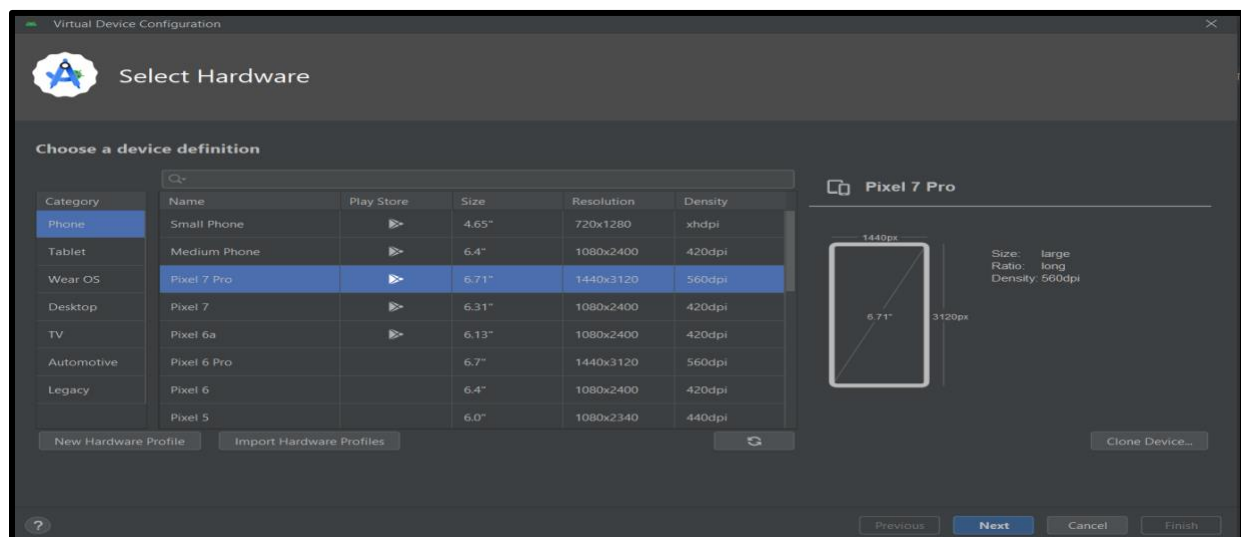 Virtual Device Configuration
Select Hardware
Choose a device definition
Category
Phone
Tablet
Wear OS
Desktop
TV
Automotive
Legacy
Name Play Store Size Resolution Density
Small Phone 4.65" 720x1280 xhdpi
Medium Phone 6.4" 1080x2400 420dpi
Pixel 7 Pro 6.71" 1440x3120 560dpi
Pixel 7 6.31" 1080x2400 420dpi
Pixel 6a 6.13" 1080x2400 420dpi
Pixel 6 Pro 6.7" 1440x3120 560dpi
Pixel 6 6.4" 1080x2400 420dpi
Pixel 5 6.0" 1080x2340 440dpi
New Hardware Profile Import Hardware Profiles
Pixel 7 Pro
1440px
6.71"
3120px
Size: large
Ratio: long
Density: 560dpi
Clone Device...
?
Previous Next Cancel Finish